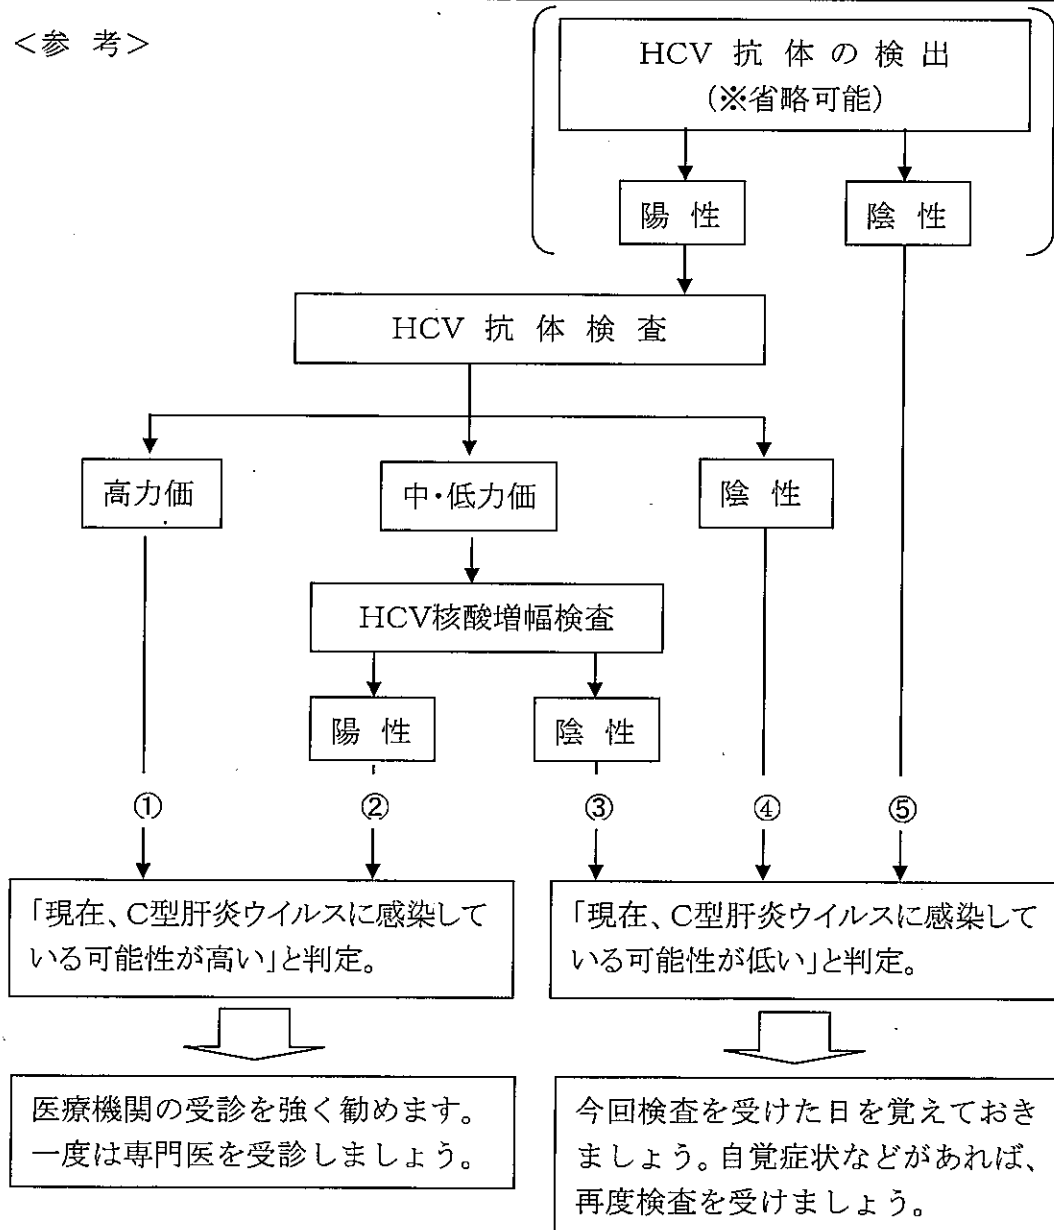 ＜参 考＞
HCV 抗 体 の 検 出
（※省略可能）
陽 性
陰 性
HCV 抗 体 検 査
高力価
中・低力価
陰 性
HCV核酸増幅検査
陽 性
陰 性
①
②
③
④
⑤
「現在、C型肝炎ウイルスに感染して
いる可能性が高い」と判定。
「現在、C型肝炎ウイルスに感染して
いる可能性が低い」と判定。
医療機関の受診を強く勧めます。
一度は専門医を受診しましょう。
今回検査を受けた日を覚えておき
ましょう。自覚症状などがあれば、
再度検査を受けましょう。